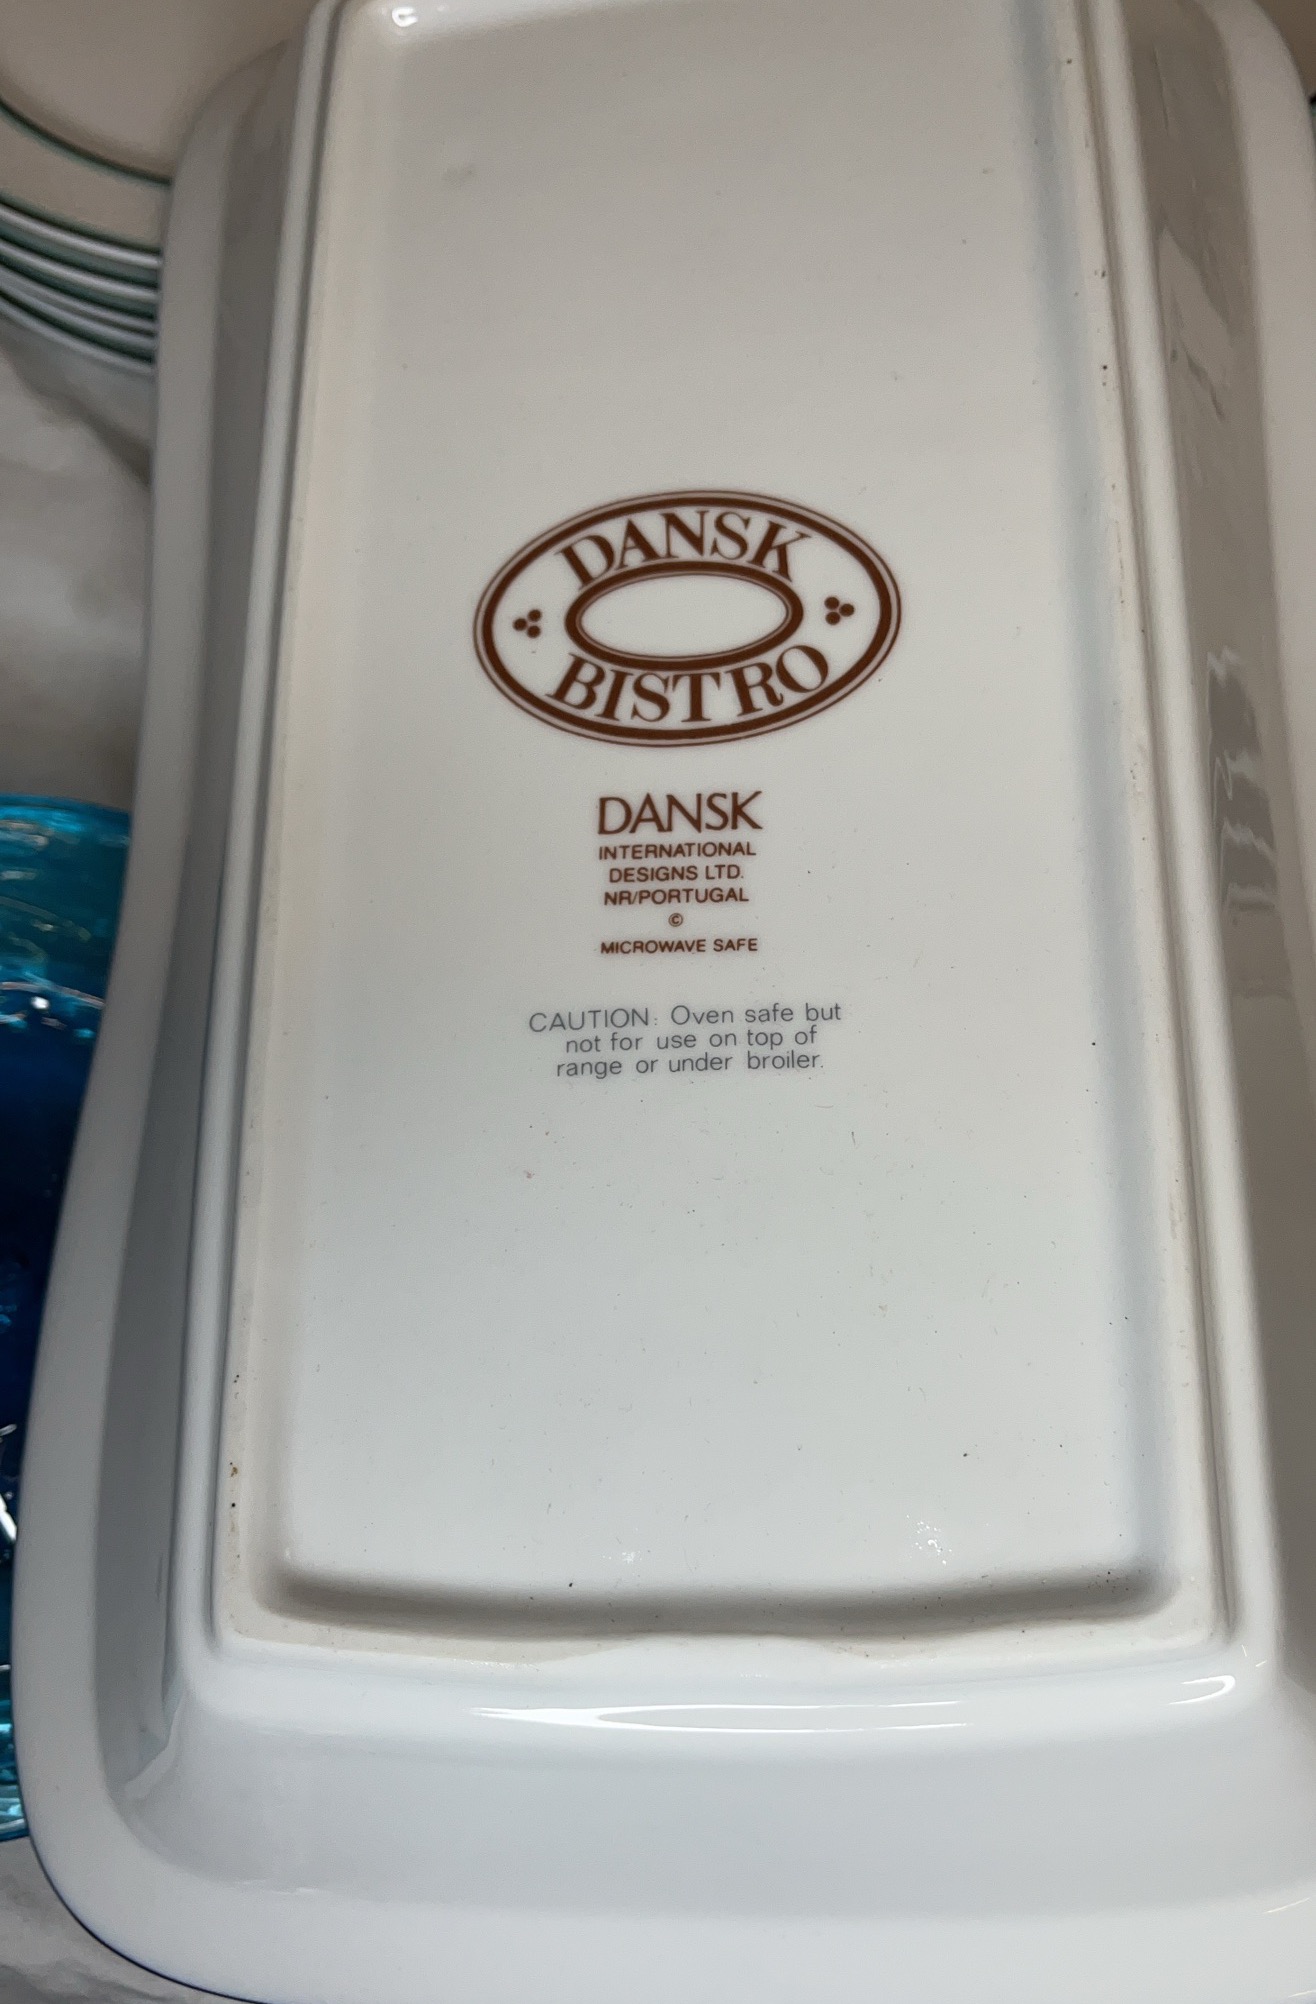 DANSK
BISTRO
DANSK
INTERNATIONAL
DESIGNS LTD.
NR/PORTUGAL
©
MICROWAVE SAFE
CAUTION: Oven safe but
not for use on top of
range or under broiler.